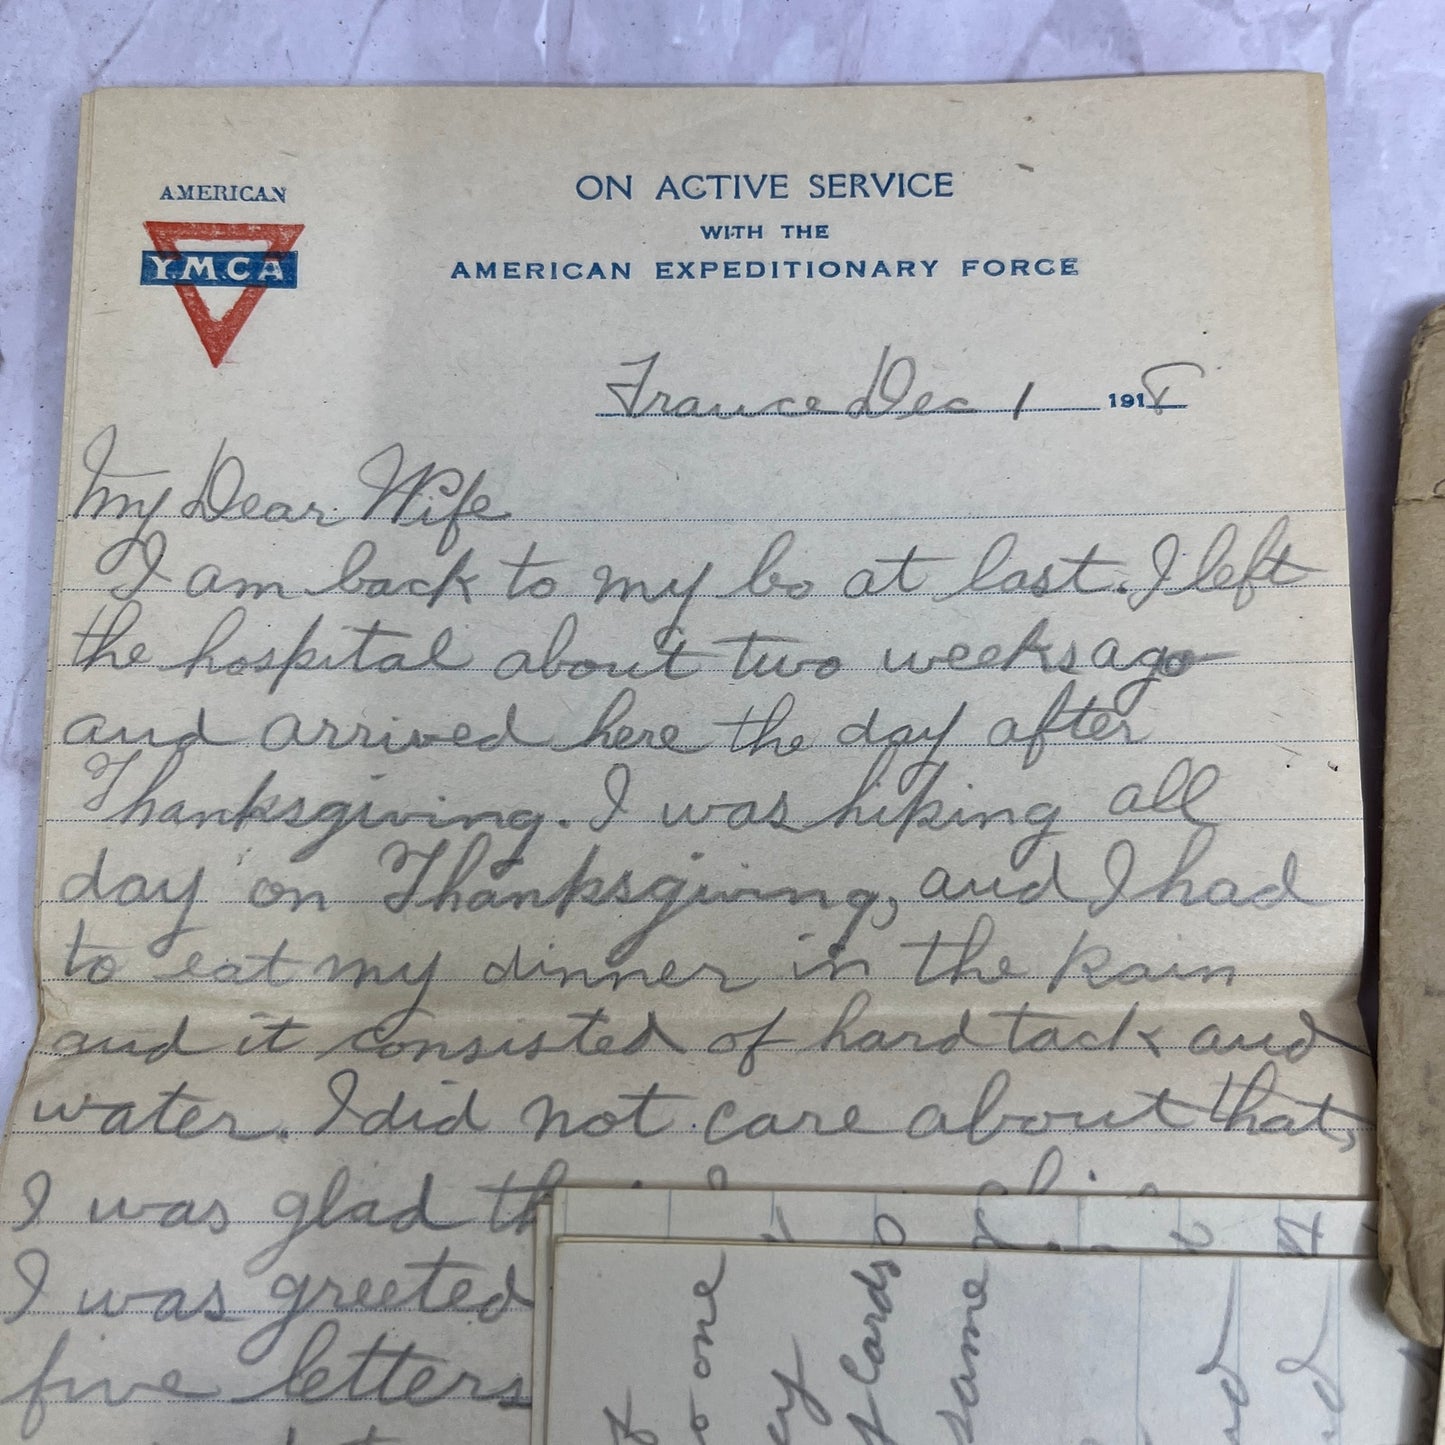 AMERICAN
Y.M.C.A
ON ACTIVE SERVICE
WITH THE
AMERICAN EXPEDITIONARY FORCE
France Dec 1 1918
My Dear Wife
I am back to my co at last. I left
the hospital about two weeks ago
and arrived here the day after
Thanksgiving. I was hiking all
day on Thanksgiving, and I had
to eat my dinner in the rain
and it consisted of hard tack and
water. I did not care about that,
I was glad
I was greeted
five letters
one
cards
same